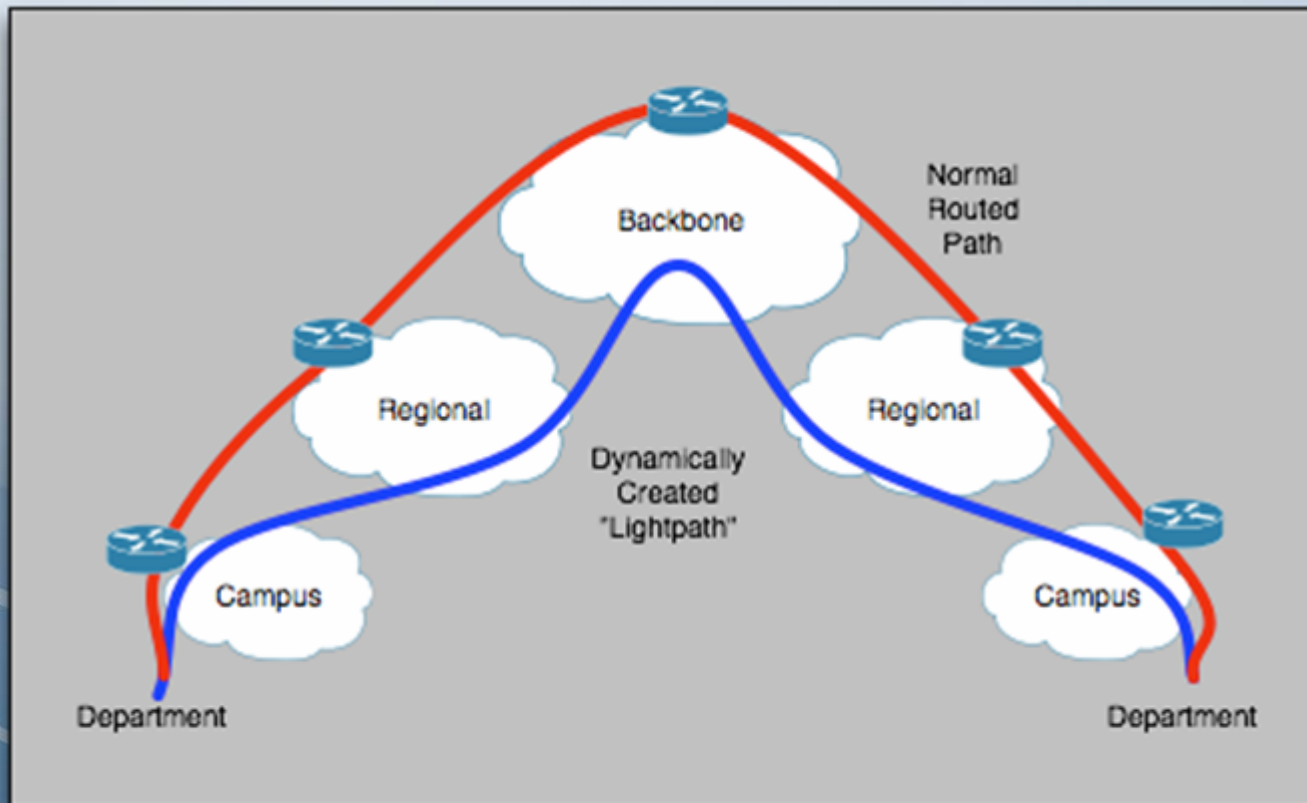 Backbone
Normal
Routed
Path
Regional
Regional
Dynamically
Created
"Lightpath"
Campus
Campus
Department
Department